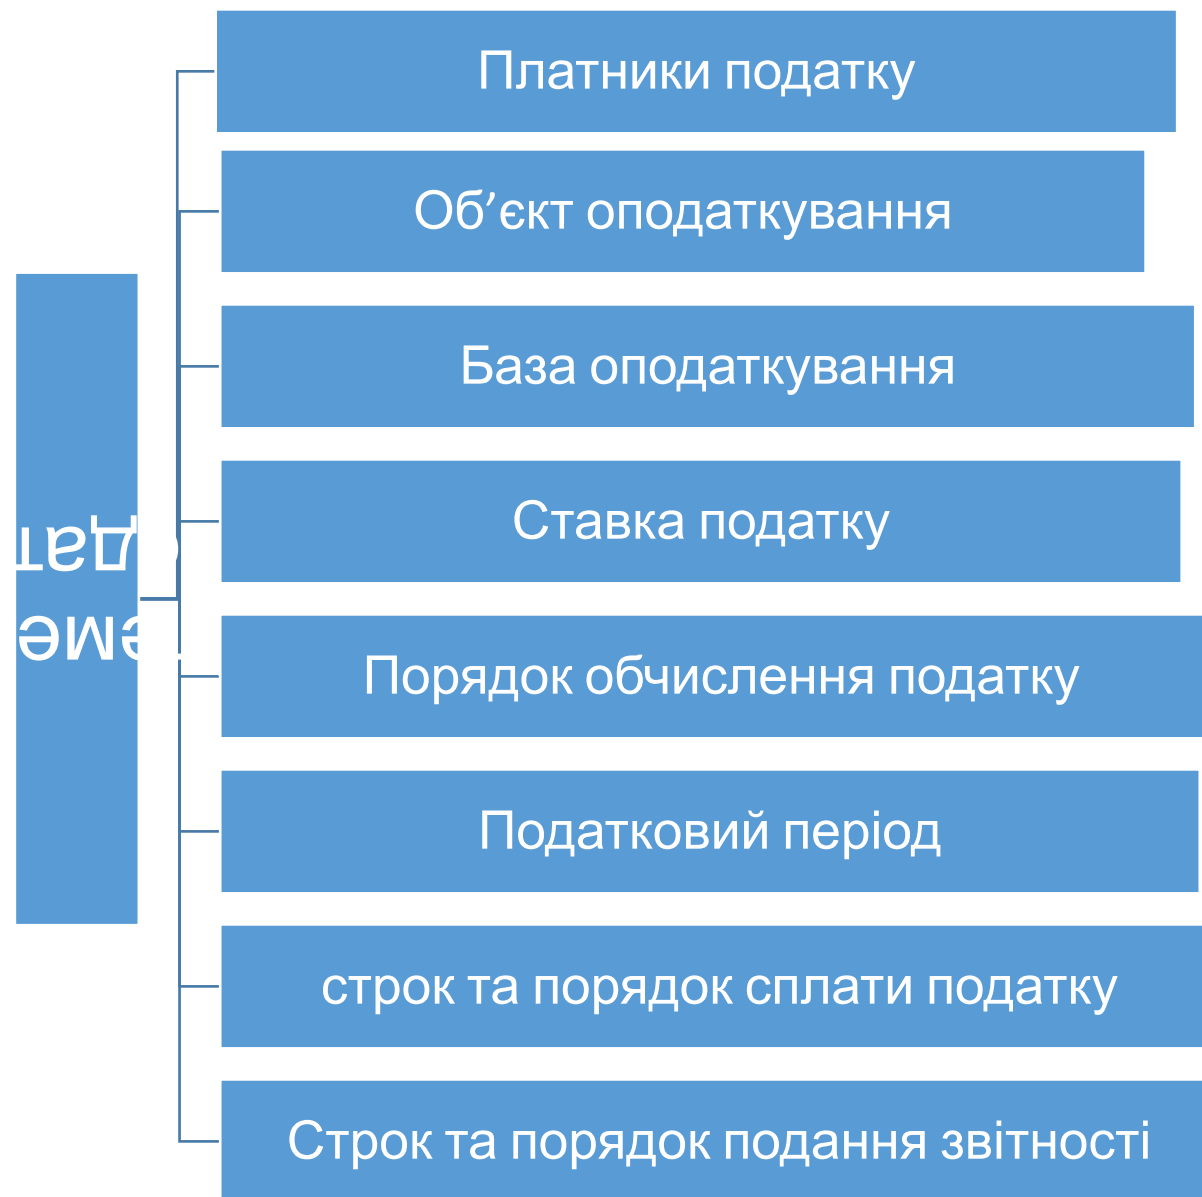 Платники податку
Об’єкт оподаткування
База оподаткування
Ставка податку
Порядок обчислення податку
Податковий період
строк та порядок сплати податку
Строк та порядок подання звітності